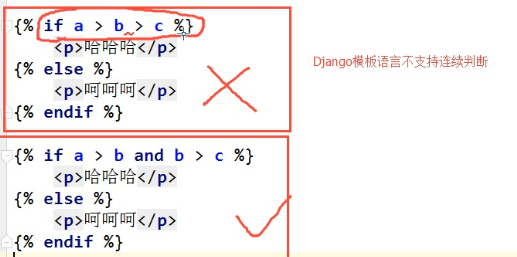 {% if a > b > c %}
<p>哈哈哈</p>
{% else %}
<p>呵呵呵</p>
{% endif %}
Django模板语言不支持连续判断
{% if a > b and b > c %}
<p>哈哈哈</p>
{% else %}
<p>呵呵呵</p>
{% endif %}